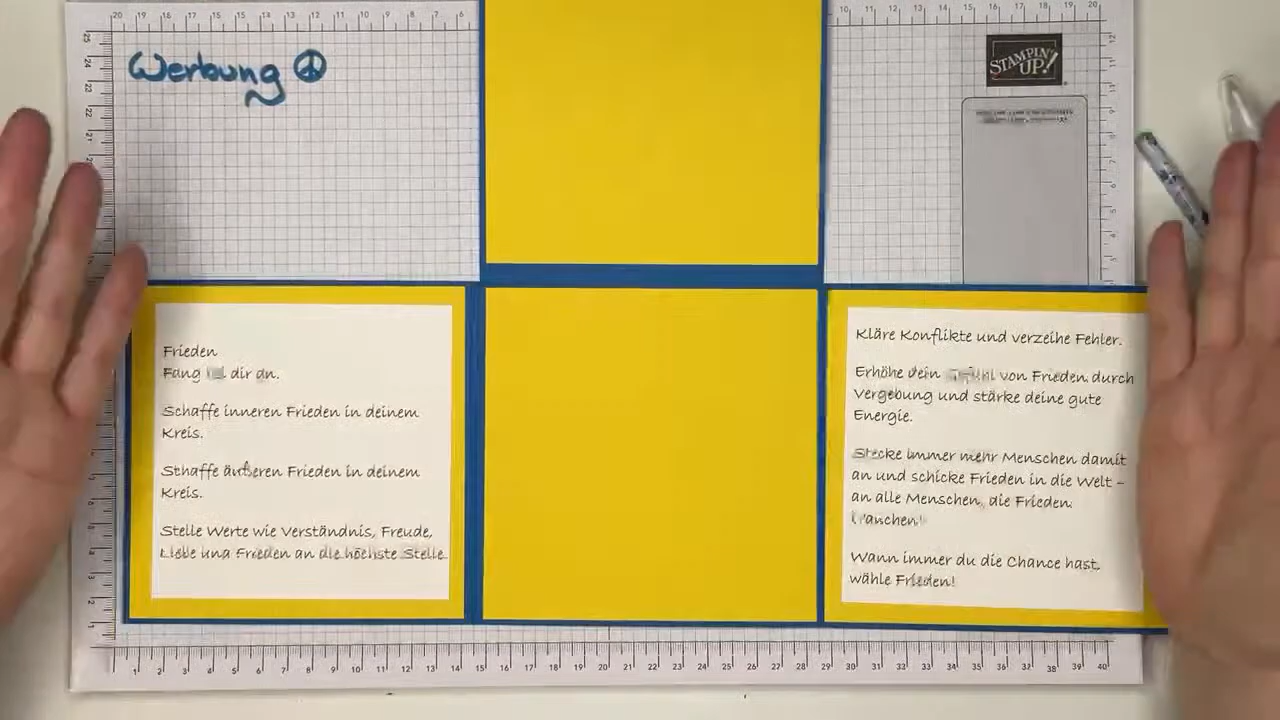 Werbung
STAMPIN' UP!
Frieden
Fang dir an.
Schaffe inneren Frieden in deinem
Kreis.
Schaffe äußeren Frieden in deinem
Kreis.
Stelle Werte wie Verständnis, Freude,
Liebe und Frieden an die höchste Stelle.
Kläre Konflikte und verzeihe Fehler.
Erhöhe dein von Frieden durch
Vergebung und stärke deine gute
Energie.
Stecke immer mehr Menschen damit
an und schicke Frieden in die Welt –
an alle Menschen, die Frieden
Wann immer du die Chance hast,
wähle Frieden!